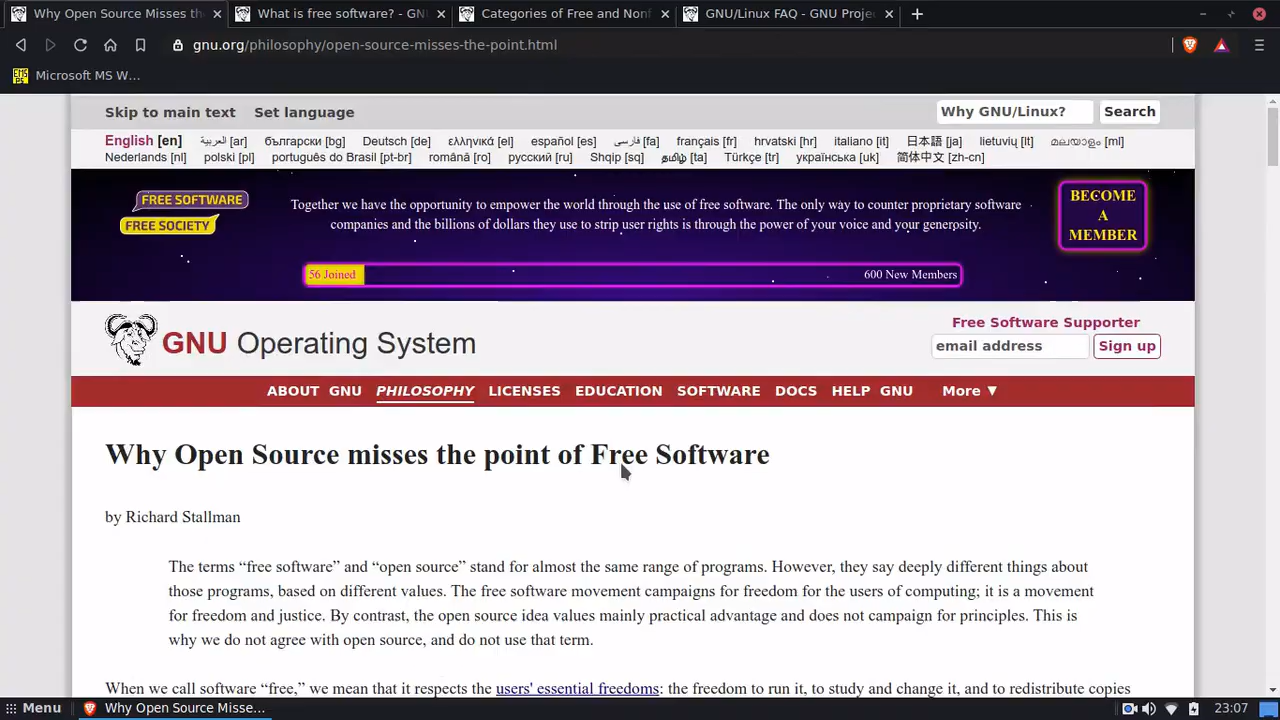 Why Open Source Misses th
What is free software? - GNU
Categories of Free and Nonf
GNU/Linux FAQ - GNU Proje
gnu.org/philosophy/open-source-misses-the-point.html
Microsoft MS W...
Skip to main text Set language
Why GNU/Linux? Search
English [en] العربية [ar] български [bg] Deutsch [de] ελληνικά [el] español [es] فارسی [fa] français [fr] hrvatski [hr] italiano [it] 日本語 [ja] lietuvių [lt] മലയാളം [ml]
Nederlands [nl] polski [pl] português do Brasil [pt-br] română [ro] русский [ru] Shqip [sq] தமிழ் [ta] Türkçe [tr] українська [uk] 简体中文 [zh-cn]
FREE SOFTWARE
FREE SOCIETY
Together we have the opportunity to empower the world through the use of free software. The only way to counter proprietary software
companies and the billions of dollars they use to strip user rights is through the power of your voice and your generosity.
BECOME
A
MEMBER
56 Joined
600 New Members
GNU Operating System
Free Software Supporter
email address Sign up
ABOUT GNU PHILOSOPHY LICENSES EDUCATION SOFTWARE DOCS HELP GNU More ▼
Why Open Source misses the point of Free Software
by Richard Stallman
The terms “free software” and “open source” stand for almost the same range of programs. However, they say deeply different things about
those programs, based on different values. The free software movement campaigns for freedom for the users of computing; it is a movement
for freedom and justice. By contrast, the open source idea values mainly practical advantage and does not campaign for principles. This is
why we do not agree with open source, and do not use that term.
When we call software “free,” we mean that it respects the users' essential freedoms: the freedom to run it, to study and change it, and to redistribute copies
Menu
Why Open Source Misse...
23:07